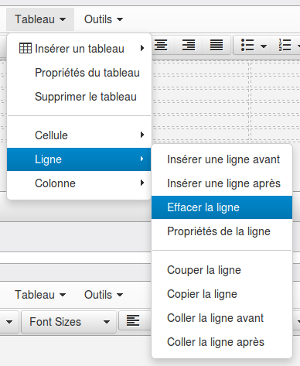 Tableau Outils
Insérer un tableau
Propriétés du tableau
Supprimer le tableau
Cellule
Ligne
Colonne
Insérer une ligne avant
Insérer une ligne après
Effacer la ligne
Propriétés de la ligne
Couper la ligne
Copier la ligne
Coller la ligne avant
Coller la ligne après
Tableau Outils
Font Sizes